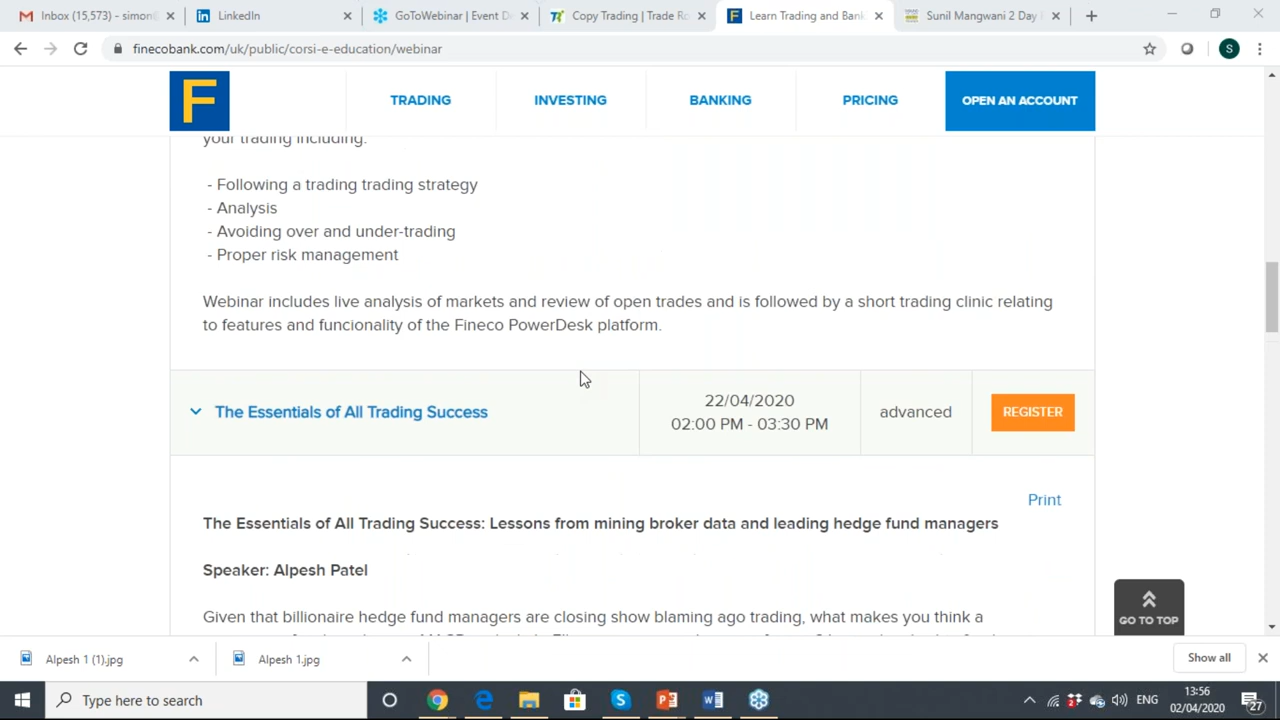 Inbox (15,573) - simon@
LinkedIn
GoToWebinar | Event De
Copy Trading | Trade Ro
Learn Trading and Bank
Sunil Mangwani 2 Day
finecobank.com/uk/public/corsi-e-education/webinar
S
F
TRADING
INVESTING
BANKING
PRICING
OPEN AN ACCOUNT
your trading including:
- Following a trading trading strategy
- Analysis
- Avoiding over and under-trading
- Proper risk management
Webinar includes live analysis of markets and review of open trades and is followed by a short trading clinic relating
to features and funcionality of the Fineco PowerDesk platform.
The Essentials of All Trading Success
22/04/2020
02:00 PM - 03:30 PM
advanced
REGISTER
Print
The Essentials of All Trading Success: Lessons from mining broker data and leading hedge fund managers
Speaker: Alpesh Patel
Given that billionaire hedge fund managers are closing show blaming ago trading, what makes you think a
GO TO TOP
Alpesh 1 (1).jpg
Alpesh 1.jpg
Show all
Type here to search
ENG
13:56
02/04/2020
27